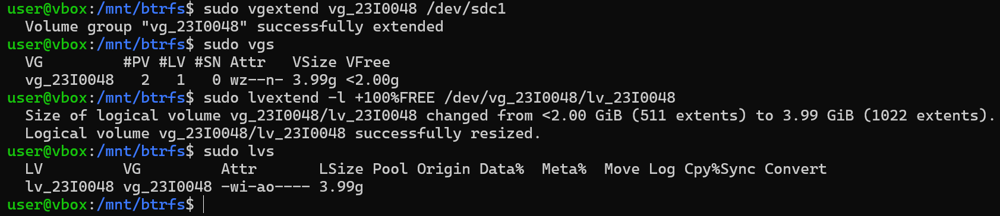 user@vbox:/mnt/btrfs$ sudo vgextend vg_23I0048 /dev/sdc1
  Volume group "vg_23I0048" successfully extended
user@vbox:/mnt/btrfs$ sudo vgs
  VG         #PV #LV #SN Attr   VSize VFree
  vg_23I0048   2   1   0 wz--n- 3.99g <2.00g
user@vbox:/mnt/btrfs$ sudo lvextend -l +100%FREE /dev/vg_23I0048/lv_23I0048
  Size of logical volume vg_23I0048/lv_23I0048 changed from <2.00 GiB (511 extents) to 3.99 GiB (1022 extents).
  Logical volume vg_23I0048/lv_23I0048 successfully resized.
user@vbox:/mnt/btrfs$ sudo lvs
  LV         VG         Attr       LSize Pool Origin Data%  Meta%  Move Log Cpy%Sync Convert
  lv_23I0048 vg_23I0048 -wi-ao---- 3.99g
user@vbox:/mnt/btrfs$